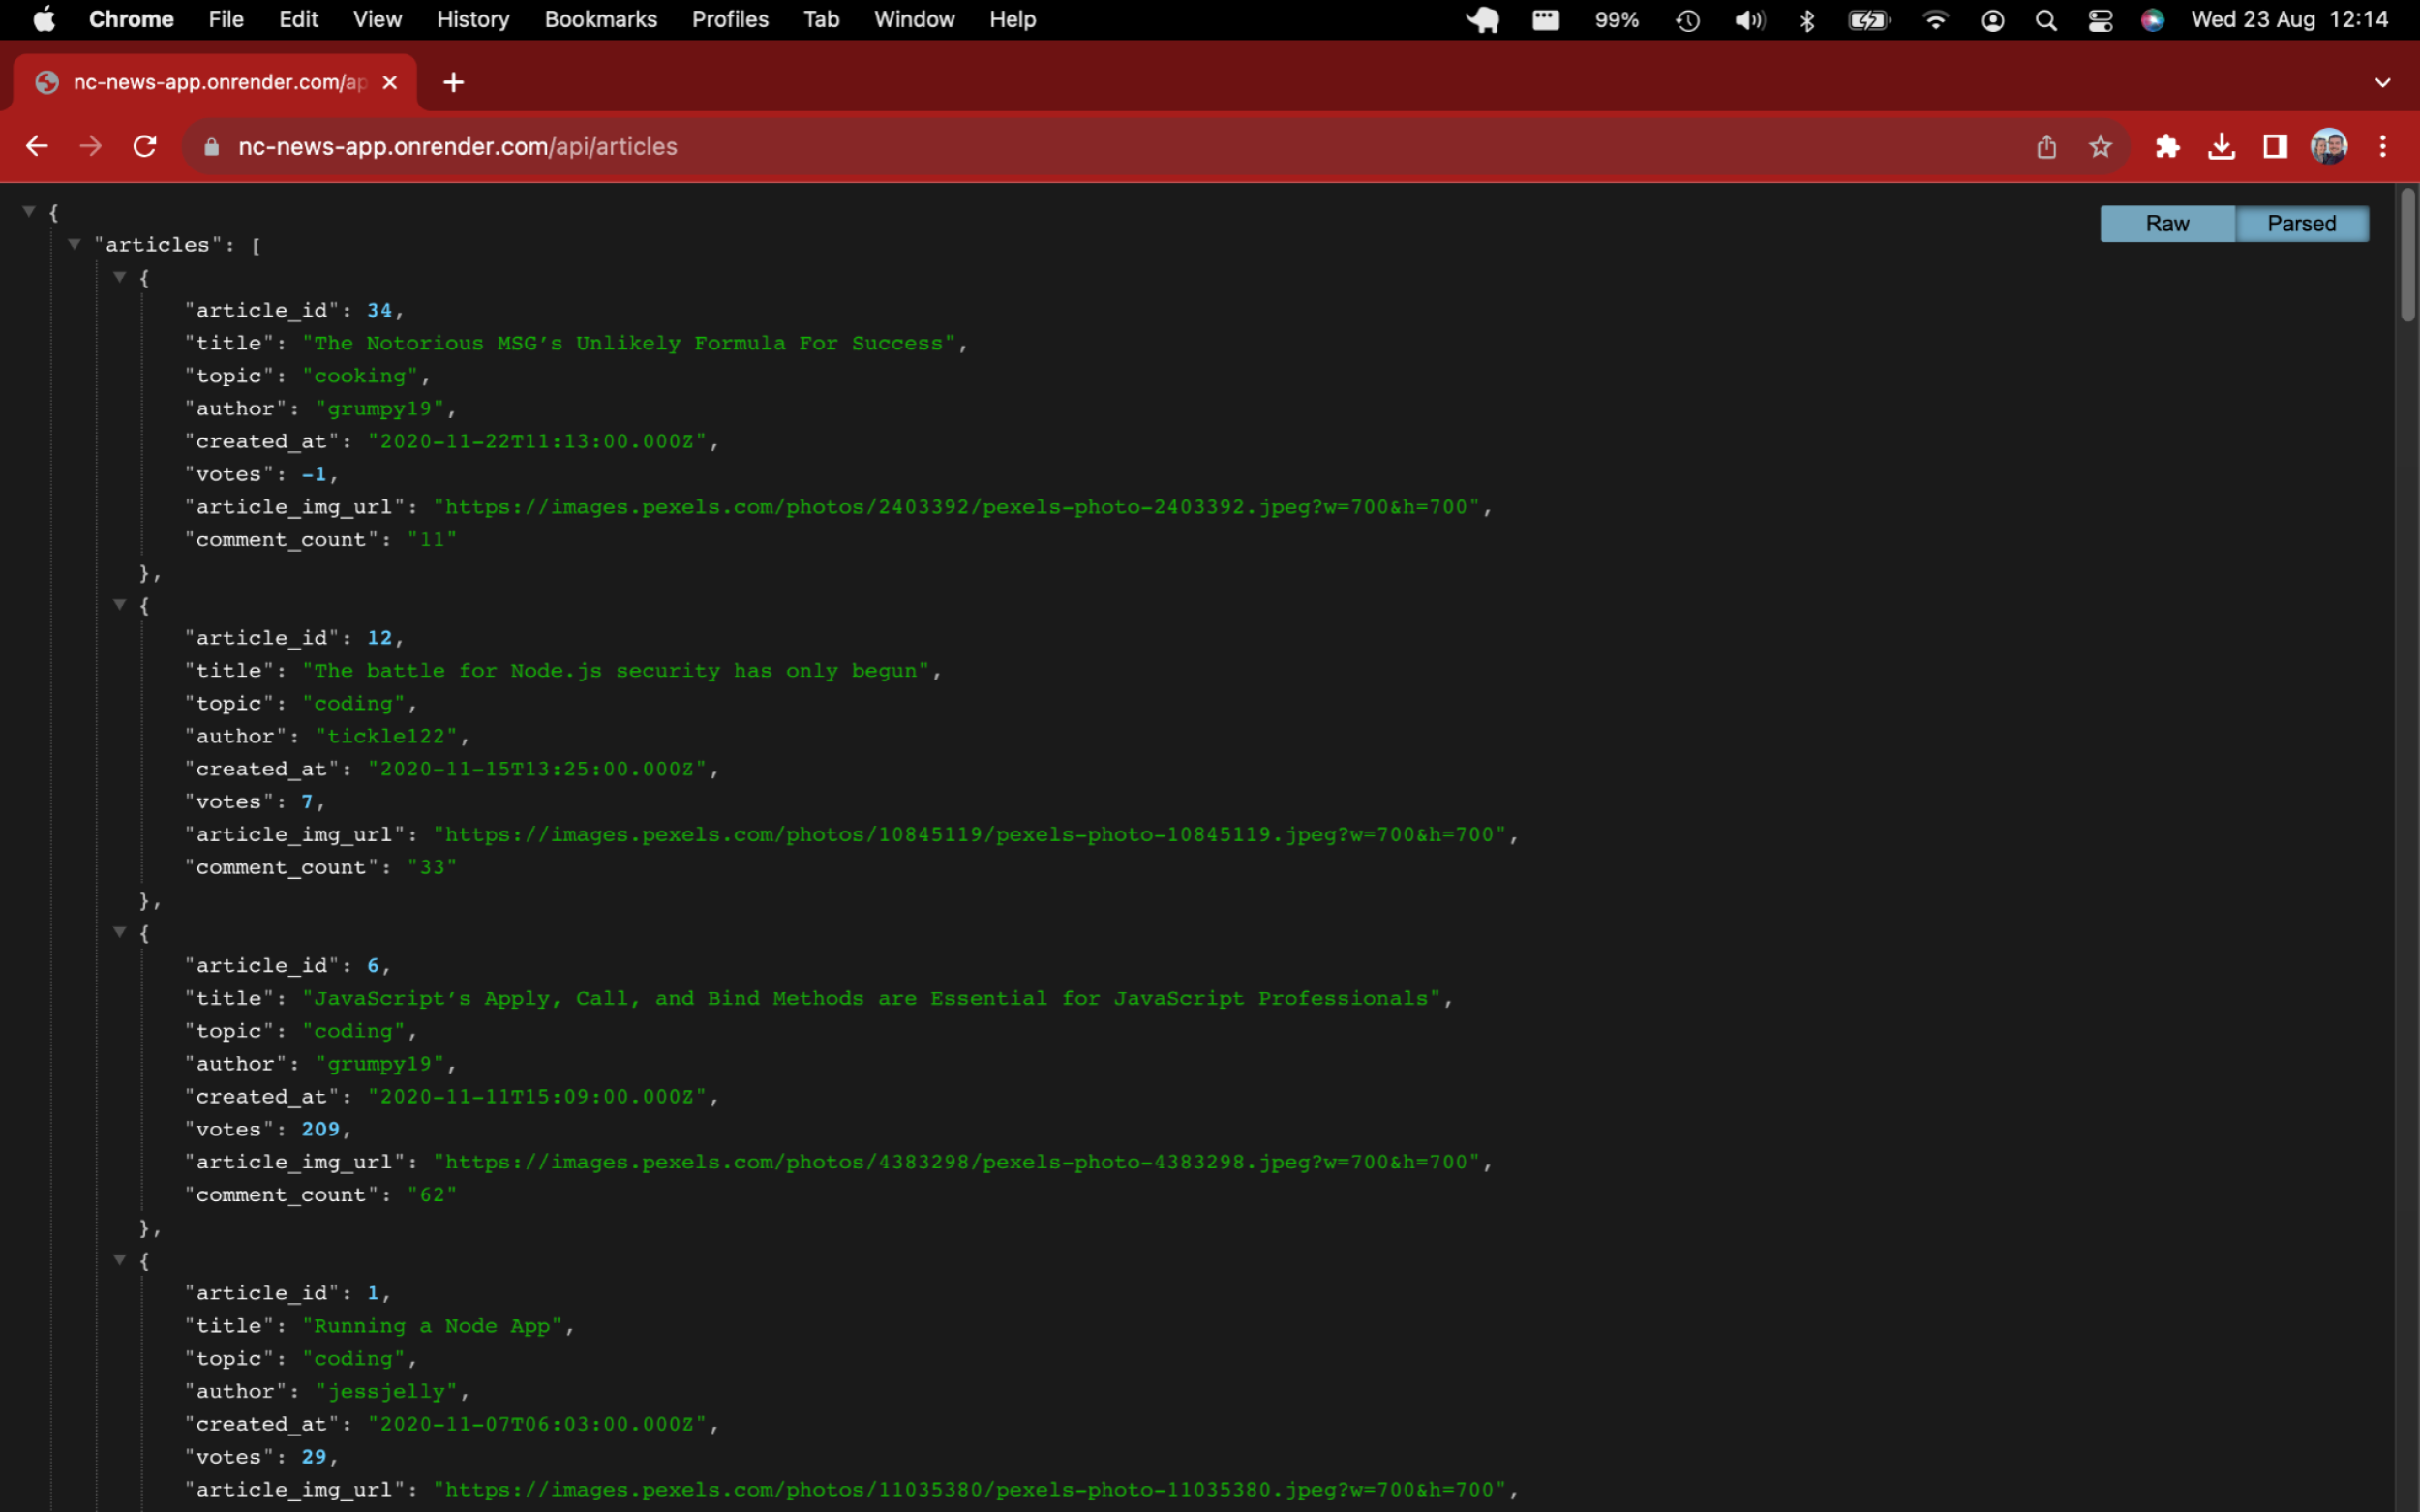 Chrome File Edit View History Bookmarks Profiles Tab Window Help 99% Wed 23 Aug 12:14
nc-news-app.onrender.com/ap
nc-news-app.onrender.com/api/articles
Raw Parsed
{
"articles": [
{
"article_id": 34,
"title": "The Notorious MSG’s Unlikely Formula For Success",
"topic": "cooking",
"author": "grumpy19",
"created_at": "2020-11-22T11:13:00.000Z",
"votes": -1,
"article_img_url": "https://images.pexels.com/photos/2403392/pexels-photo-2403392.jpeg?w=700&h=700",
"comment_count": "11"
},
{
"article_id": 12,
"title": "The battle for Node.js security has only begun",
"topic": "coding",
"author": "tickle122",
"created_at": "2020-11-15T13:25:00.000Z",
"votes": 7,
"article_img_url": "https://images.pexels.com/photos/10845119/pexels-photo-10845119.jpeg?w=700&h=700",
"comment_count": "33"
},
{
"article_id": 6,
"title": "JavaScript’s Apply, Call, and Bind Methods are Essential for JavaScript Professionals",
"topic": "coding",
"author": "grumpy19",
"created_at": "2020-11-11T15:09:00.000Z",
"votes": 209,
"article_img_url": "https://images.pexels.com/photos/4383298/pexels-photo-4383298.jpeg?w=700&h=700",
"comment_count": "62"
},
{
"article_id": 1,
"title": "Running a Node App",
"topic": "coding",
"author": "jessjelly",
"created_at": "2020-11-07T06:03:00.000Z",
"votes": 29,
"article_img_url": "https://images.pexels.com/photos/11035380/pexels-photo-11035380.jpeg?w=700&h=700",